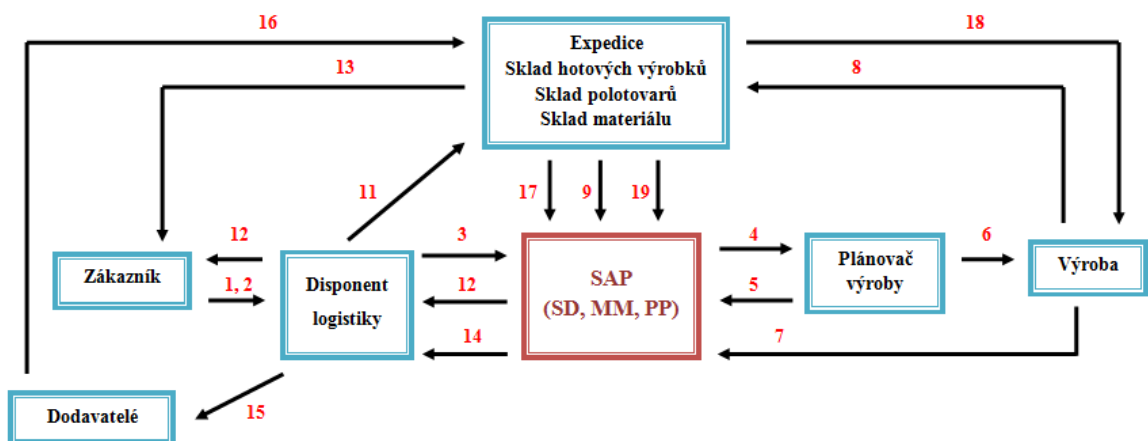 16
18
Expedice
Sklad hotových výrobků
Sklad polotovarů
Sklad materiálu
13
8
11
17
9
19
12
3
4
6
Zákazník
1, 2
Disponent
logistiky
SAP
(SD, MM, PP)
12
14
Plánovač
výroby
5
Výroba
7
Dodavatelé
15